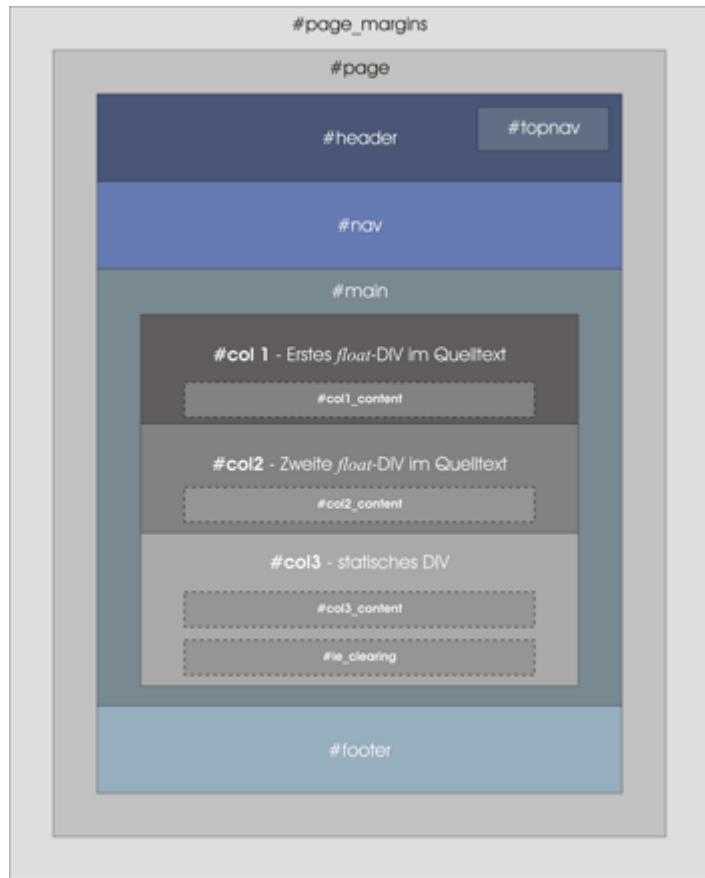 #page_margins
#page
#header
#topnav
#nav
#main
#col 1 - Erstes float-DIV im Quelltext
#col1_content
#col2 - Zweite float-DIV im Quelltext
#col2_content
#col3 - statisches DIV
#col3_content
#ie_clearing
#footer